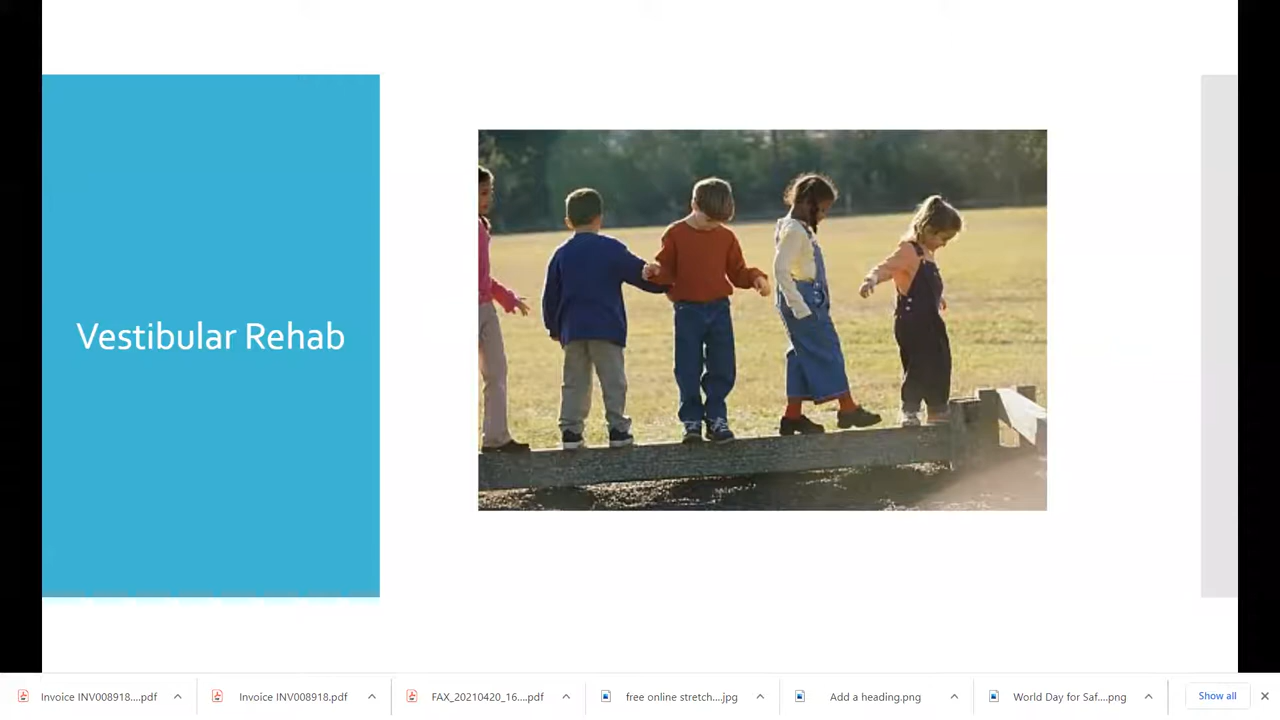 Vestibular Rehab
Invoice INV008918....pdf
Invoice INV008918.pdf
FAX_20210420_16....pdf
free online stretch....jpg
Add a heading.png
World Day for Saf....png
Show all